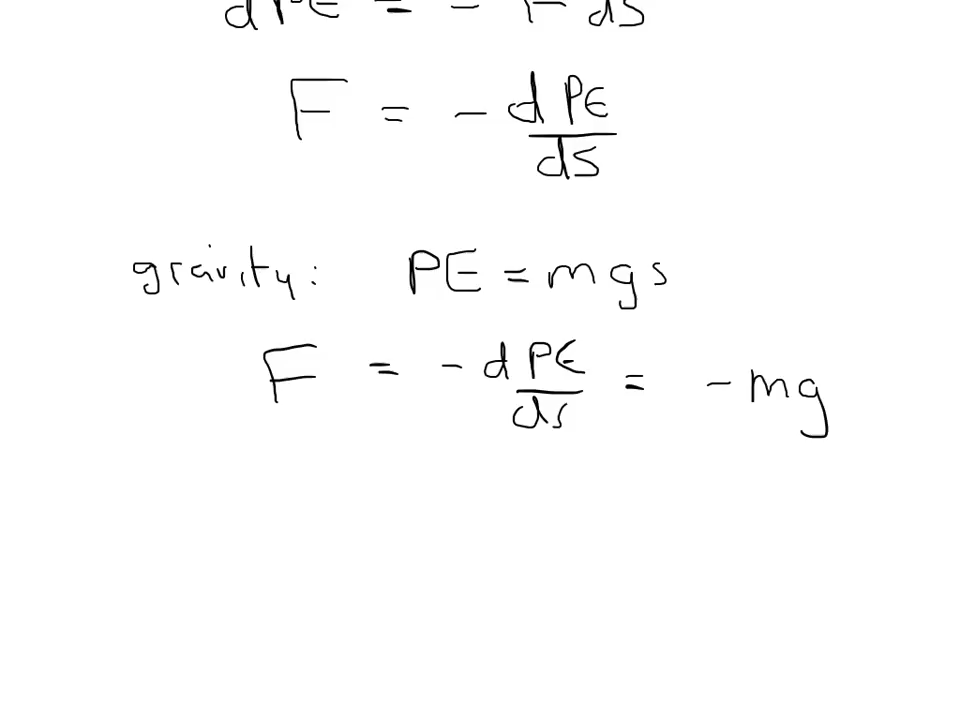 dPE = - F ds
F = - dPE/ds
gravity: PE = mgs
F = - dPE/ds = - mg